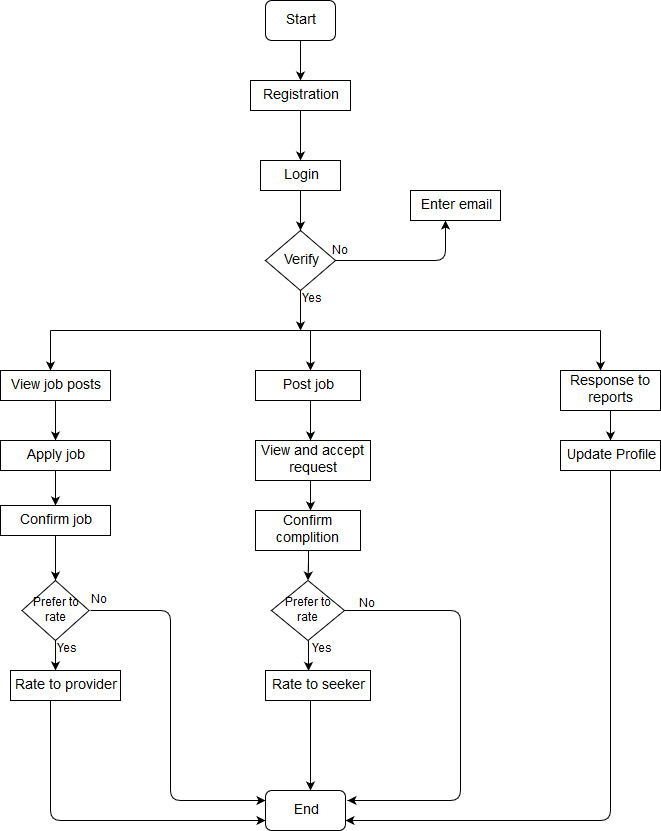 Start
Registration
Login
Enter email
No
Verify
Yes
View job posts
Post job
Response to
reports
Apply job
View and accept
request
Update Profile
Confirm job
Confirm
complition
Prefer to
rate
No
Prefer to
rate
No
Yes
Yes
Rate to provider
Rate to seeker
End